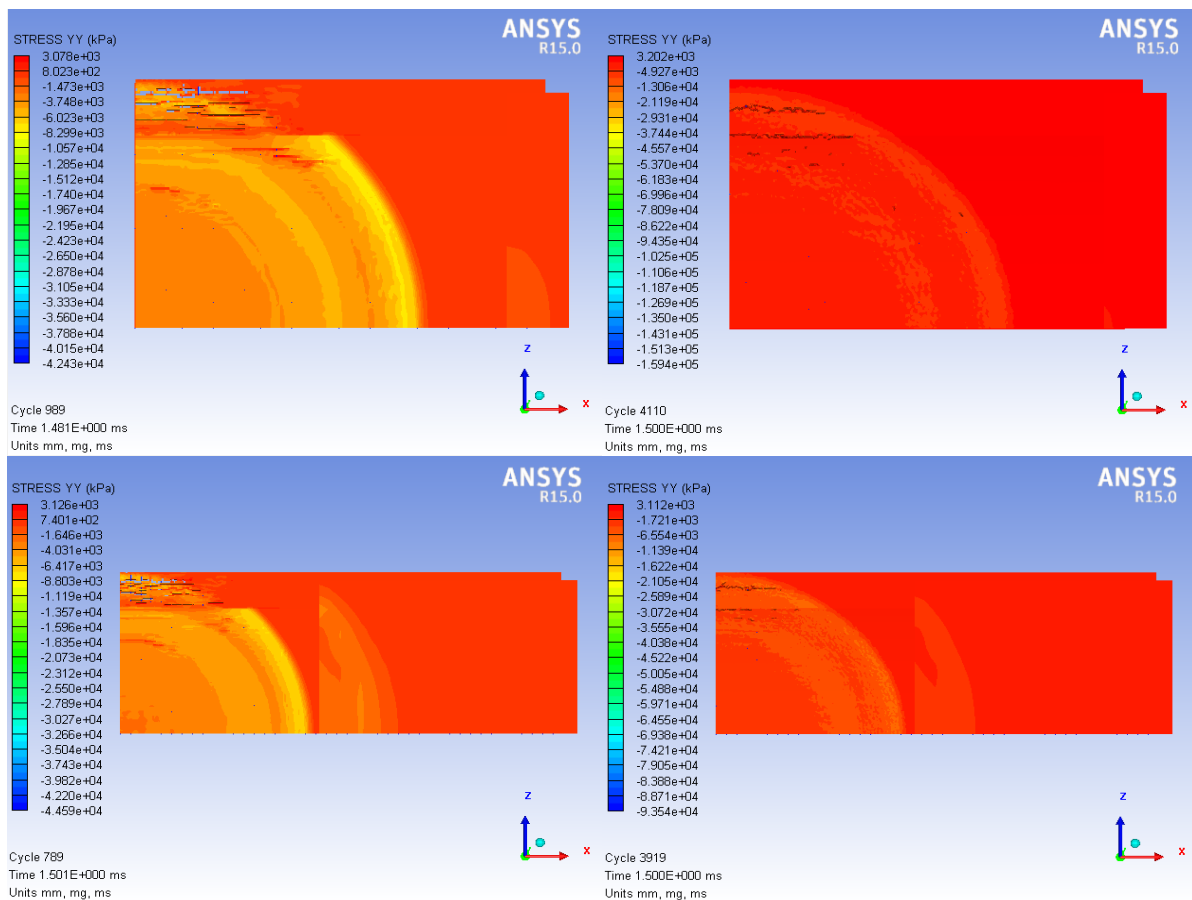 ANSYS
R15.0
STRESS YY (kPa)
3.078e+03
8.023e+02
-1.473e+03
-3.748e+03
-6.023e+03
-8.299e+03
-1.057e+04
-1.285e+04
-1.512e+04
-1.740e+04
-1.967e+04
-2.195e+04
-2.423e+04
-2.650e+04
-2.878e+04
-3.105e+04
-3.333e+04
-3.560e+04
-3.788e+04
-4.015e+04
-4.243e+04
z
x
Cycle 989
Time 1.481E+000 ms
Units mm, mg, ms
ANSYS
R15.0
STRESS YY (kPa)
3.202e+03
-4.927e+03
-1.306e+04
-2.119e+04
-2.931e+04
-3.744e+04
-4.557e+04
-5.370e+04
-6.183e+04
-6.996e+04
-7.809e+04
-8.622e+04
-9.435e+04
-1.025e+05
-1.106e+05
-1.187e+05
-1.269e+05
-1.350e+05
-1.431e+05
-1.513e+05
-1.594e+05
z
x
Cycle 4110
Time 1.500E+000 ms
Units mm, mg, ms
ANSYS
R15.0
STRESS YY (kPa)
3.126e+03
7.401e+02
-1.646e+03
-4.031e+03
-6.417e+03
-8.803e+03
-1.119e+04
-1.357e+04
-1.596e+04
-1.835e+04
-2.073e+04
-2.312e+04
-2.550e+04
-2.789e+04
-3.027e+04
-3.266e+04
-3.504e+04
-3.743e+04
-3.982e+04
-4.220e+04
-4.459e+04
z
x
Cycle 789
Time 1.501E+000 ms
Units mm, mg, ms
ANSYS
R15.0
STRESS YY (kPa)
3.112e+03
-1.721e+03
-6.554e+03
-1.139e+04
-1.622e+04
-2.105e+04
-2.589e+04
-3.072e+04
-3.555e+04
-4.038e+04
-4.522e+04
-5.005e+04
-5.488e+04
-5.971e+04
-6.455e+04
-6.938e+04
-7.421e+04
-7.905e+04
-8.388e+04
-8.871e+04
-9.354e+04
z
x
Cycle 3919
Time 1.500E+000 ms
Units mm, mg, ms